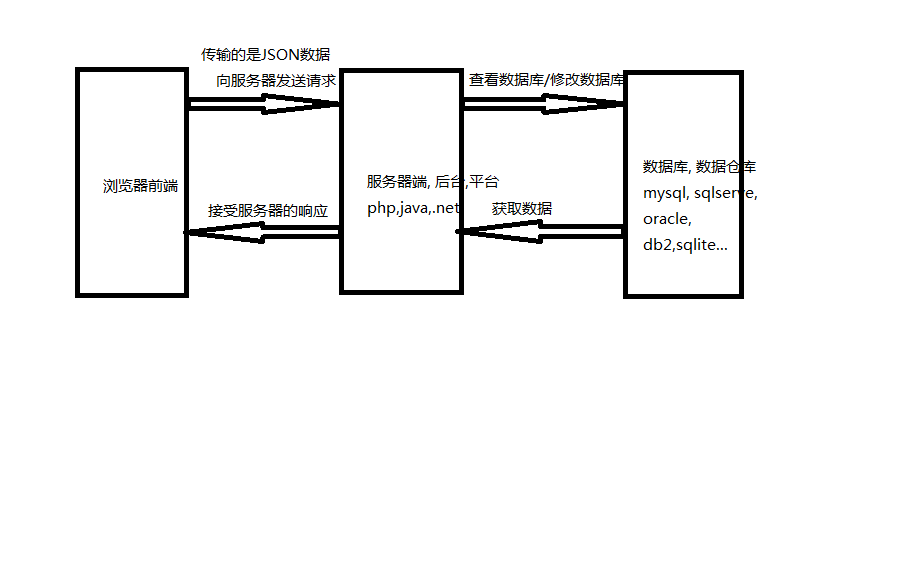 传输的是JSON数据
向服务器发送请求
查看数据库/修改数据库
浏览器前端
服务器端, 后台,平台
php,java,.net
数据库, 数据仓库
mysql, sqlserve,
oracle,
db2,sqlite...
接受服务器的响应
获取数据